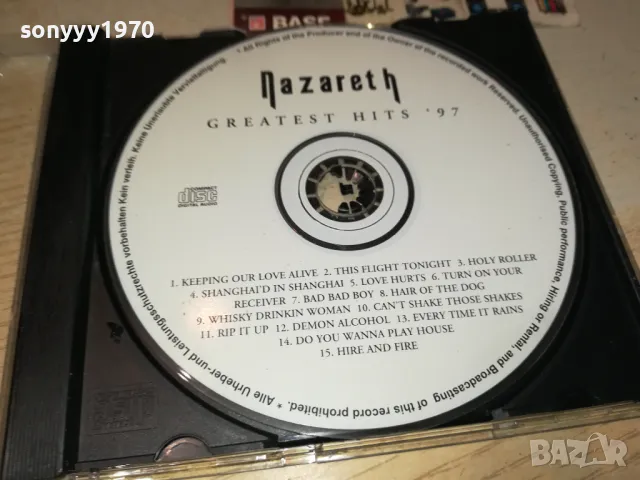 sonyyy1970
BASF
* All Rights of the Producer and of the Owner of the recorded work Reserved. Unauthorised Copying, Public performance, Hiring or Rental, and Broadcasting of this record prohibited. * Alle Urheber-und Leistungsschutzrechte vorbehalten Kein verleih. Keine Unerlaubte Vervielfältigung.
Nazareth
GREATEST HITS '97
COMPACT
disc
DIGITAL AUDIO
1. KEEPING OUR LOVE ALIVE 2. THIS FLIGHT TONIGHT 3. HOLY ROLLER
4. SHANGHAI'D IN SHANGHAI 5. LOVE HURTS 6. TURN ON YOUR
RECEIVER 7. BAD BAD BOY 8. HAIR OF THE DOG
9. WHISKY DRINKIN WOMAN 10. CAN'T SHAKE THOSE SHAKES
11. RIP IT UP 12. DEMON ALCOHOL 13. EVERY TIME IT RAINS
14. DO YOU WANNA PLAY HOUSE
15. HIRE AND FIRE
BAZAR